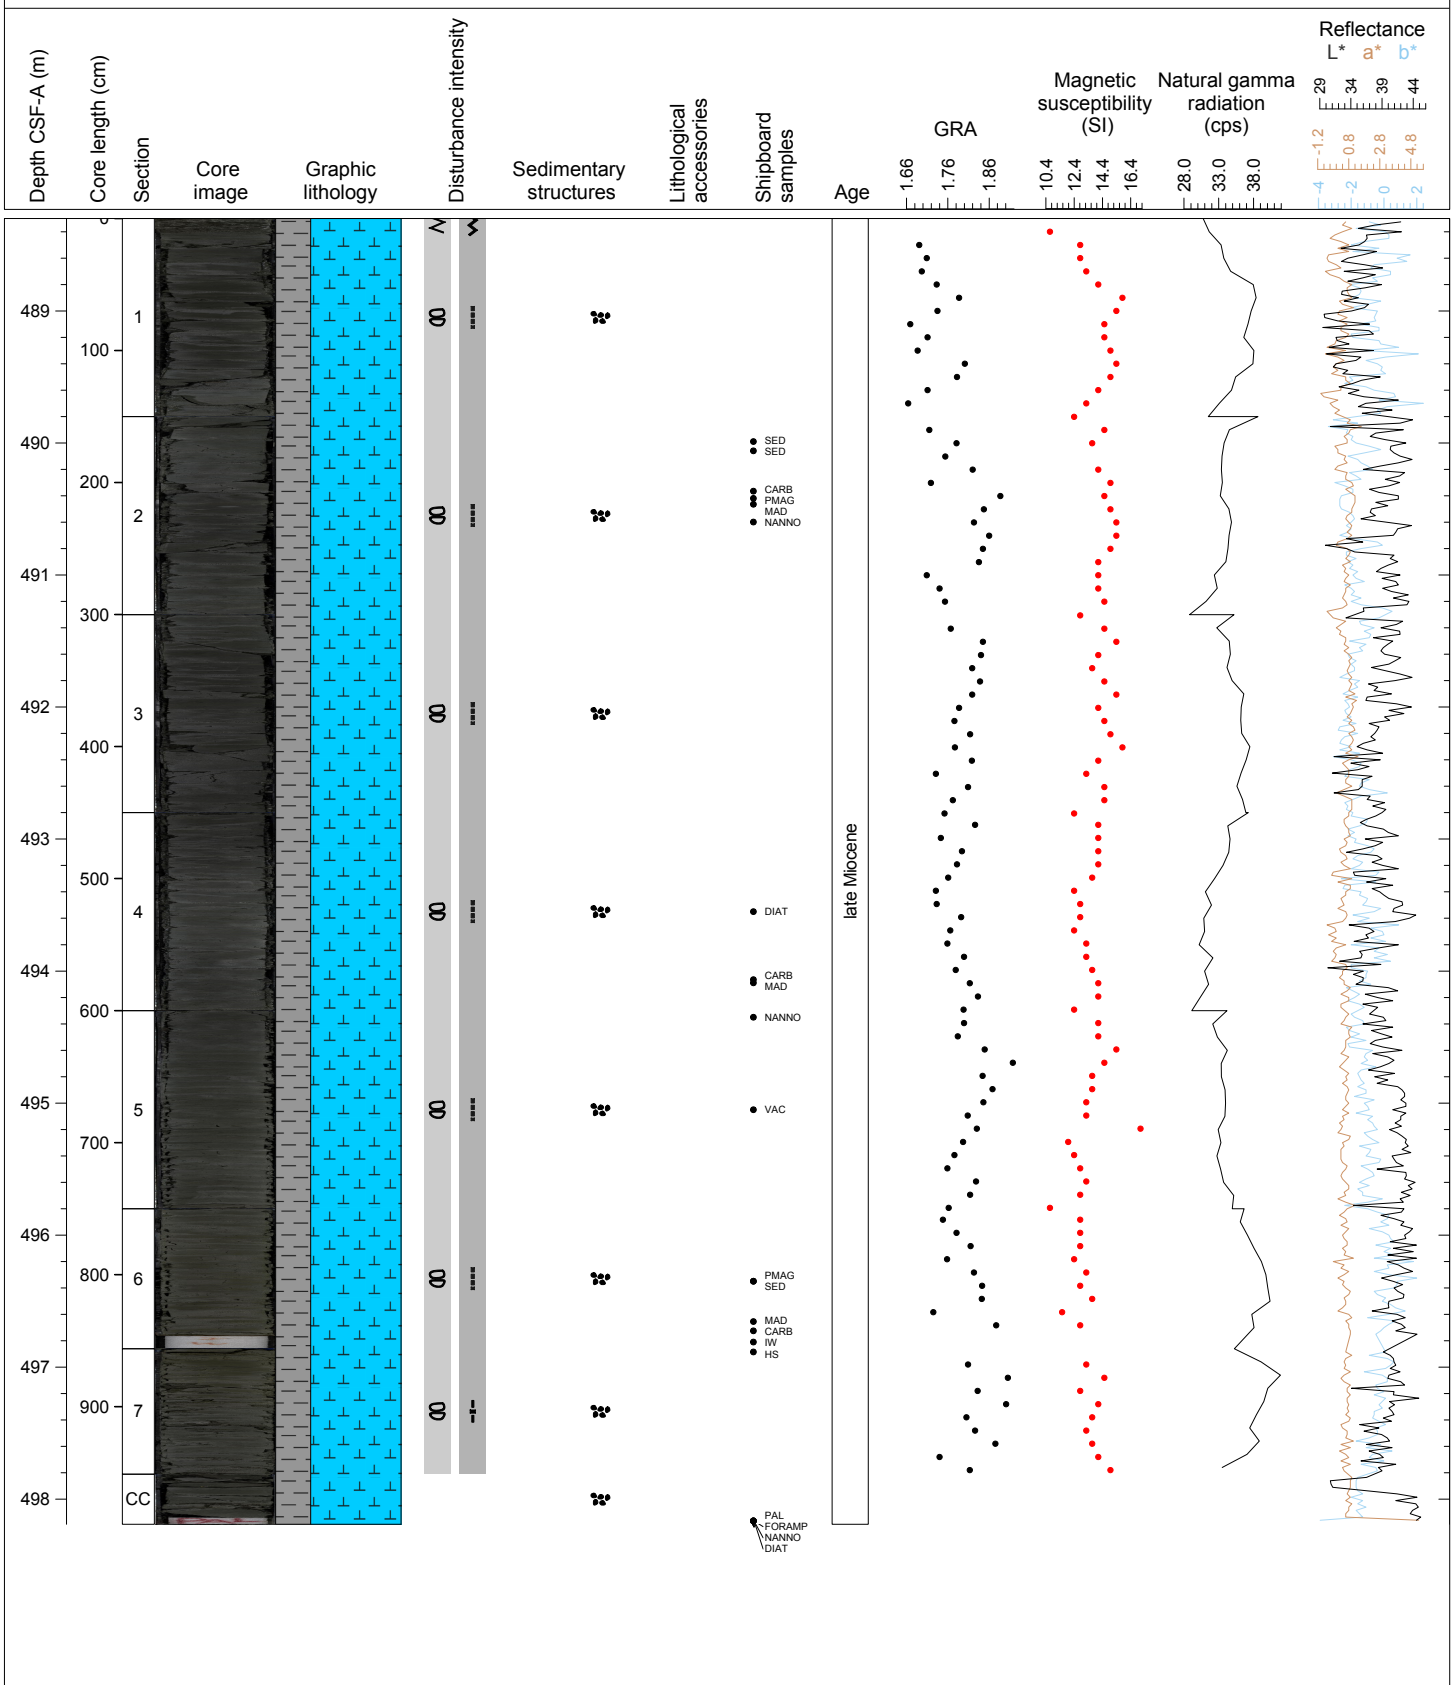 Depth CSF-A (m)
Core length (cm)
Section
Core
image
Graphic
lithology
Disturbance intensity
Sedimentary
structures
Lithological
accessories
Shipboard
samples
Age
GRA
1.66 1.76 1.86
Magnetic
susceptibility
(SI)
10.4 12.4 14.4 16.4
Natural gamma
radiation
(cps)
28.0 33.0 38.0
Reflectance
L* a* b*
29 34 39 44
-1.2 0.8 2.8 4.8
-4 -2 0 2
0
489
1
100
490
SED
SED
200
CARB
PMAG
2
MAD
NANNO
491
300
492
3
400
493
late Miocene
500
4
DIAT
494
CARB
MAD
600
NANNO
495
5
VAC
700
496
800
6
PMAG
SED
MAD
CARB
IW
HS
497
900
7
498
CC
PAL
FORAMP
NANNO
DIAT